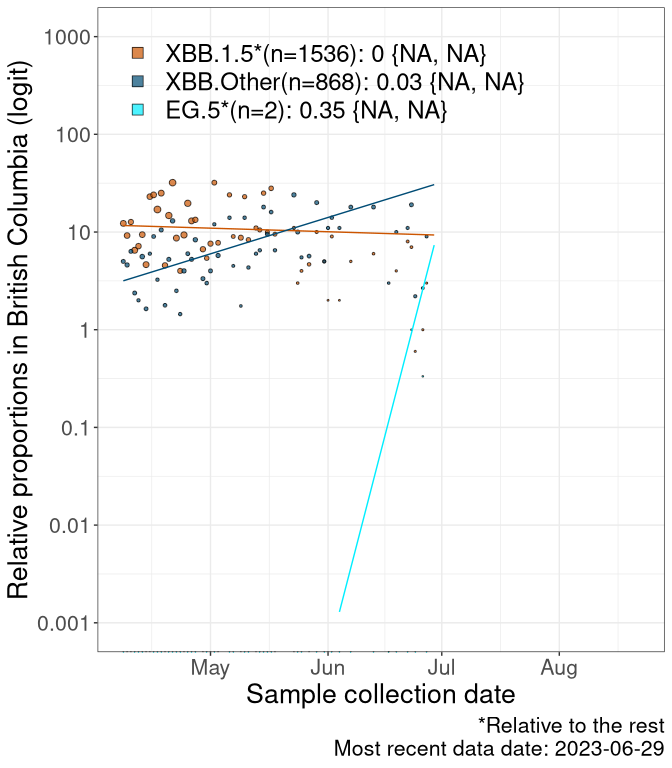 Relative proportions in British Columbia (logit)
1000
100
10
1
0.1
0.01
0.001
XBB.1.5*(n=1536): 0 {NA, NA}
XBB.Other(n=868): 0.03 {NA, NA}
EG.5*(n=2): 0.35 {NA, NA}
May Jun Jul Aug
Sample collection date
*Relative to the rest
Most recent data date: 2023-06-29